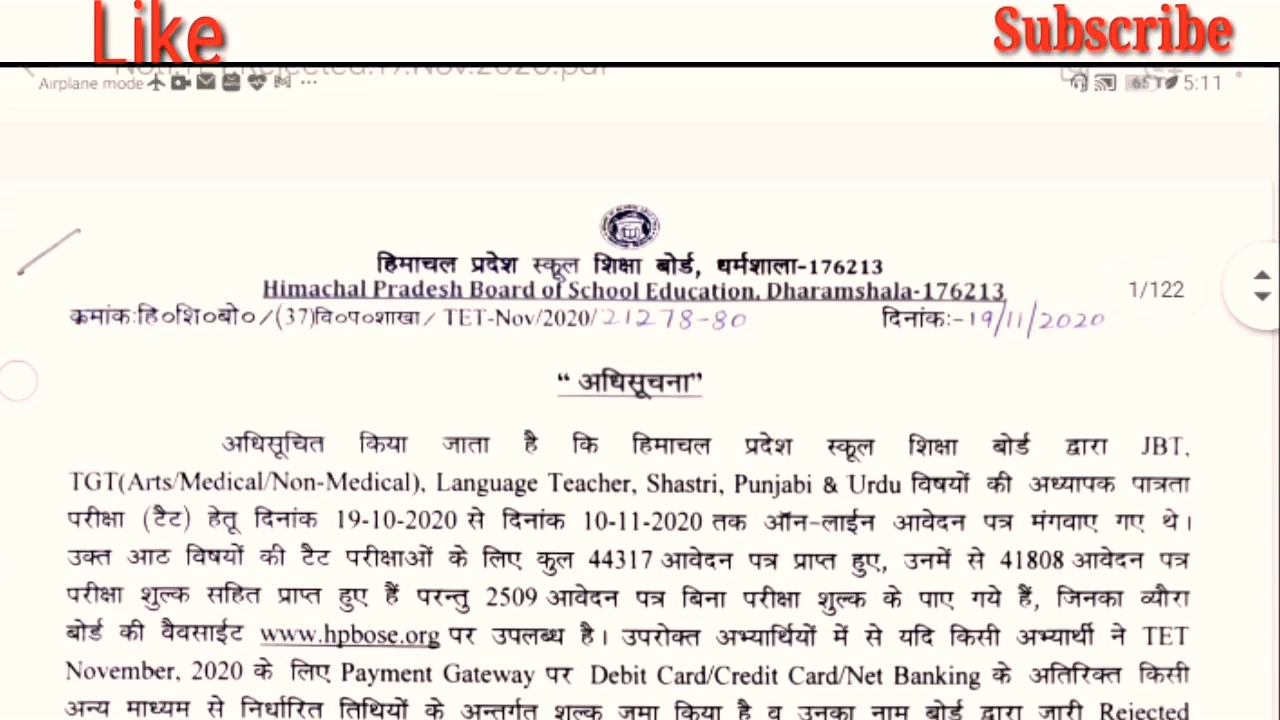 Like
Subscribe
Airplane mode
65 5:11
हिमाचल प्रदेश स्कूल शिक्षा बोर्ड, धर्मशाला-176213
Himachal Pradesh Board of School Education, Dharamshala-176213
1/122
क्रमांक:हि०शि०बो०/(37)वि०प०शाखा/ TET-Nov/2020/21278-80 दिनांक:-19/11/2020
“ अधिसूचना”
अधिसूचित किया जाता है कि हिमाचल प्रदेश स्कूल शिक्षा बोर्ड द्वारा JBT,
TGT(Arts/Medical/Non-Medical), Language Teacher, Shastri, Punjabi & Urdu विषयों की अध्यापक पात्रता
परीक्षा (टैट) हेतू दिनांक 19-10-2020 से दिनांक 10-11-2020 तक ऑन-लाईन आवेदन पत्र मंगवाए गए थे।
उक्त आठ विषयों की टैट परीक्षाओं के लिए कुल 44317 आवेदन पत्र प्राप्त हुए, उनमें से 41808 आवेदन पत्र
परीक्षा शुल्क सहित प्राप्त हुए हैं परन्तु 2509 आवेदन पत्र बिना परीक्षा शुल्क के पाए गये हैं, जिनका ब्यौरा
बोर्ड की वैवसाईट www.hpbose.org पर उपलब्ध है। उपरोक्त अभ्यार्थियों में से यदि किसी अभ्यार्थी ने TET
November, 2020 के लिए Payment Gateway पर Debit Card/Credit Card/Net Banking के अतिरिक्त किसी
अन्य माध्यम से निर्धारित तिथियों के अन्तर्गत शुल्क जमा किया है व उनका नाम बोर्ड द्वारा जारी Rejected